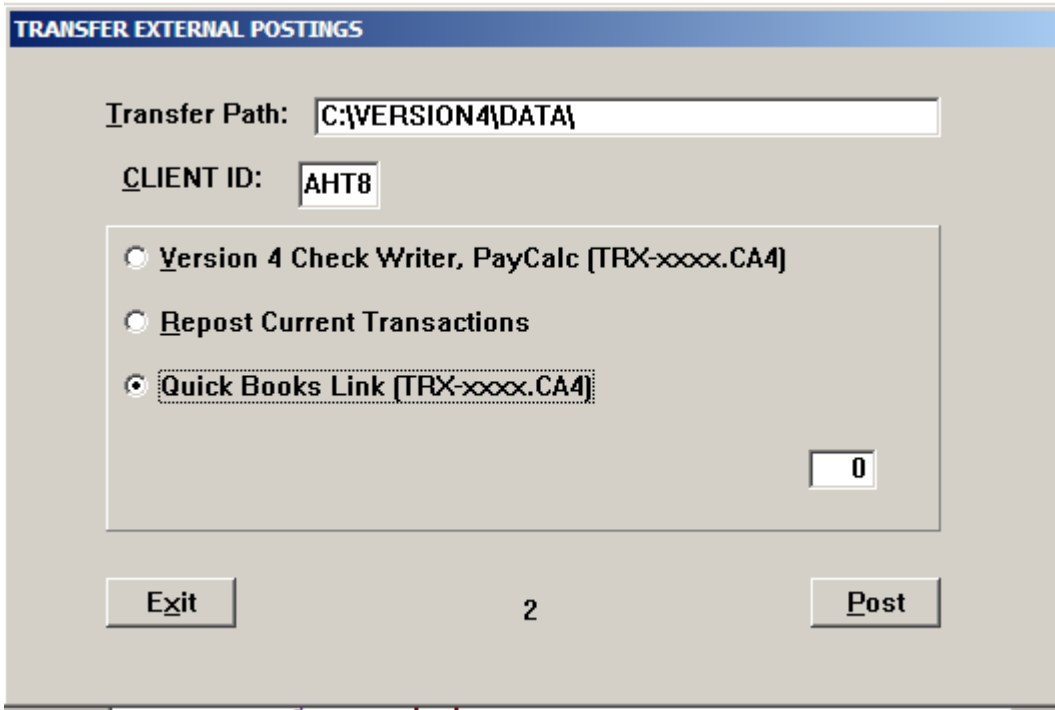 TRANSFER EXTERNAL POSTINGS
Transfer Path: C:\VERSION4\DATA\
CLIENT ID: AHT8
Version 4 Check Writer, PayCalc (TRX-xxxx.CA4)
Repost Current Transactions
Quick Books Link (TRX-xxxx.CA4)
0
Exit 2 Post